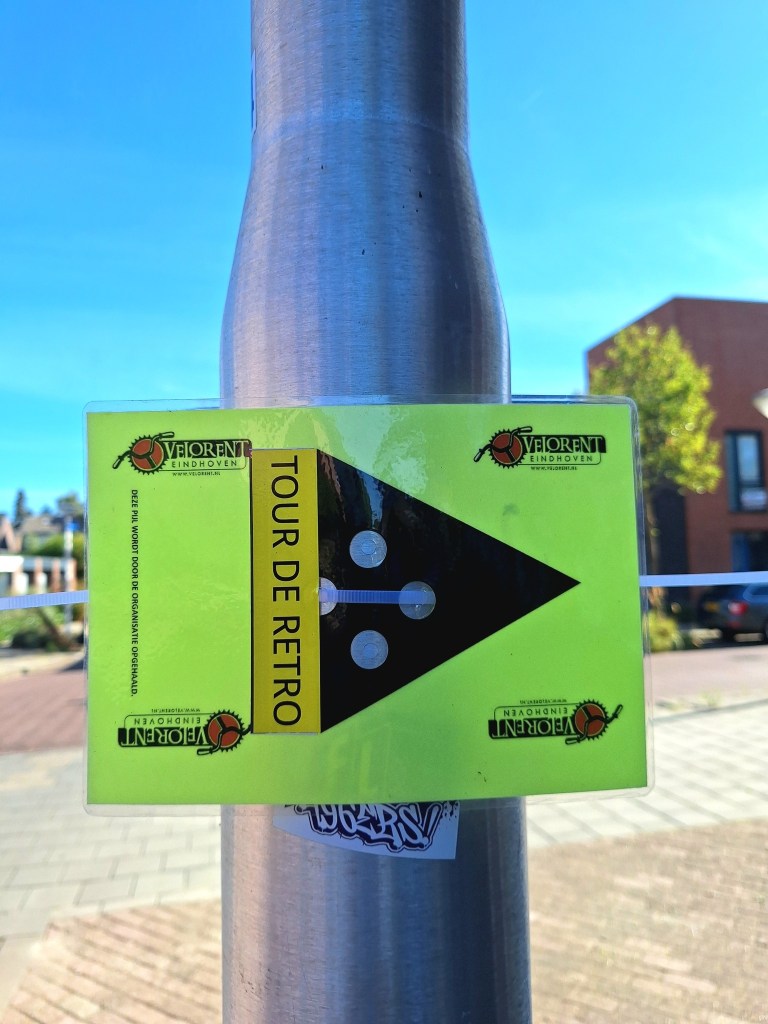 VELORENT
EINDHOVEN
WWW.VELORENT.NL
VELORENT
EINDHOVEN
WWW.VELORENT.NL
TOUR DE RETRO
DEZE PIJL WORDT DOOR DE ORGANISATIE OPGEHAALD.
VELORENT
EINDHOVEN
WWW.VELORENT.NL
VELORENT
EINDHOVEN
WWW.VELORENT.NL